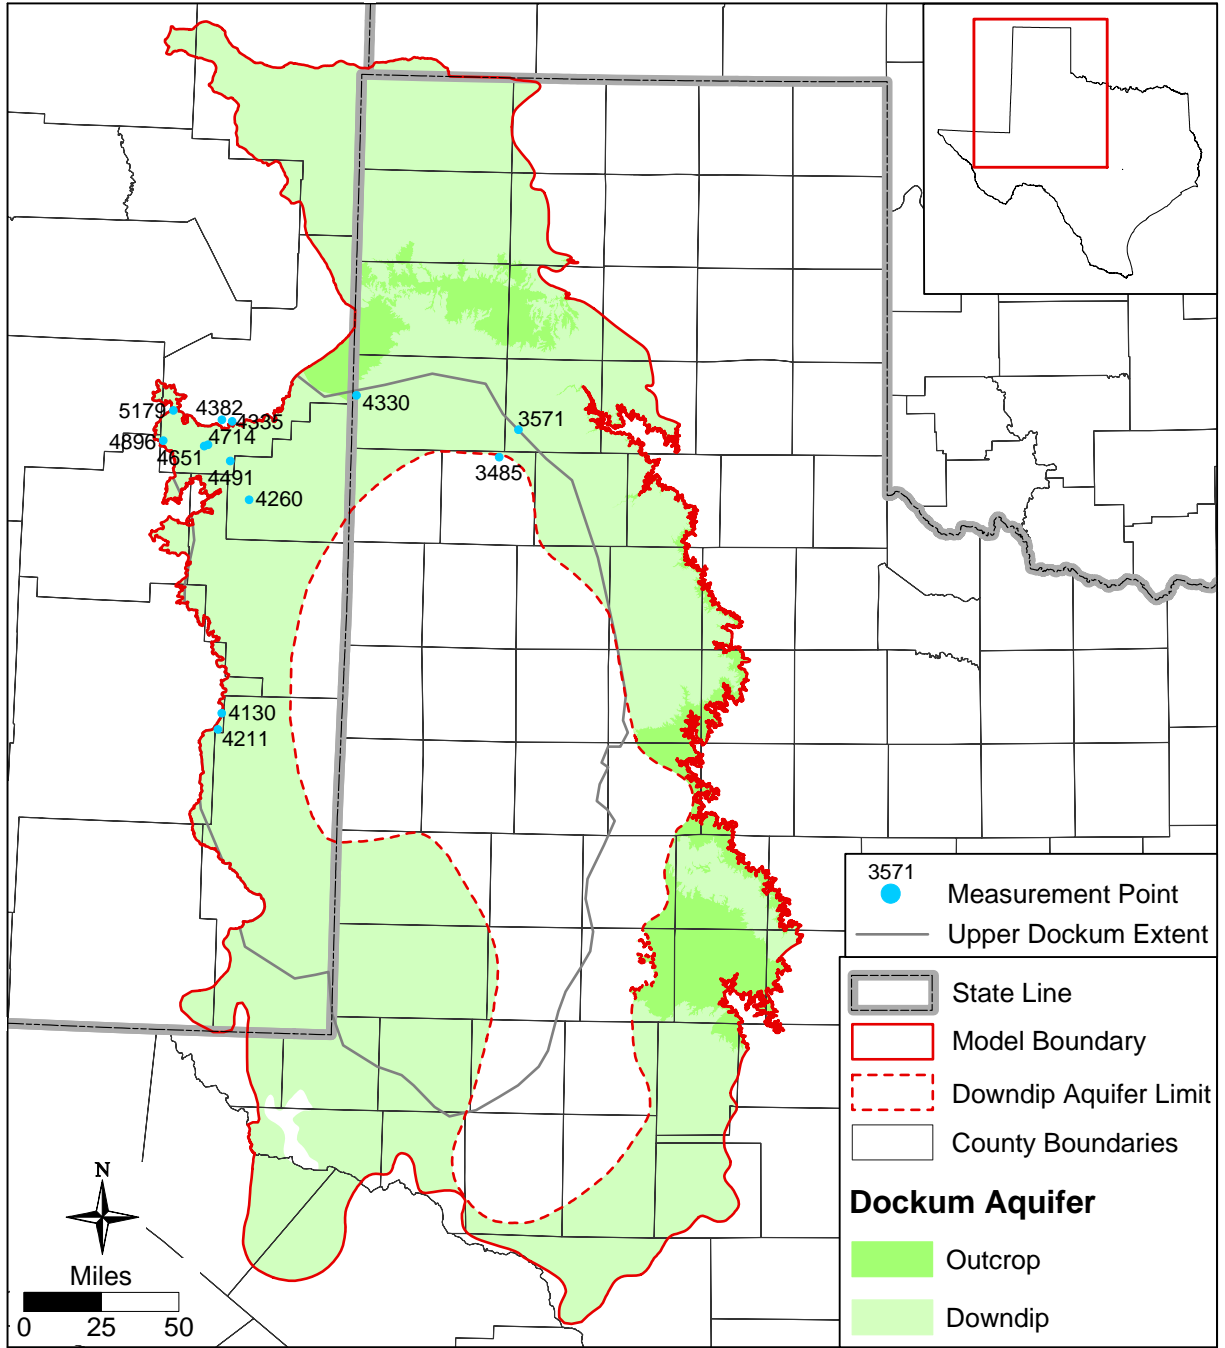 5179
4382
4335
4330
4896
4714
4651
4491
4260
3571
3485
4130
4211
3571
Measurement Point
Upper Dockum Extent
State Line
Model Boundary
Downdip Aquifer Limit
County Boundaries
Dockum Aquifer
Outcrop
Downdip
N
Miles
0 25 50